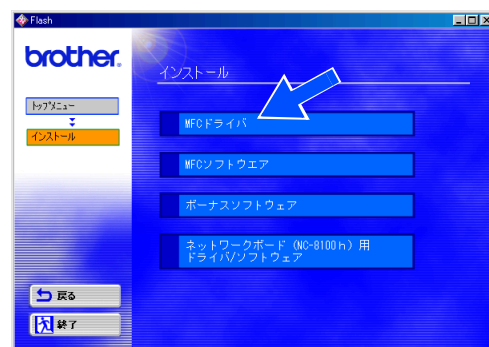 Flash
brother.
インストール
トップメニュー
インストール
MFCドライバ
MFCソフトウエア
ボーナスソフトウェア
ネットワークボード (NC-8100h) 用
ドライバ/ソフトウェア
戻る
終了